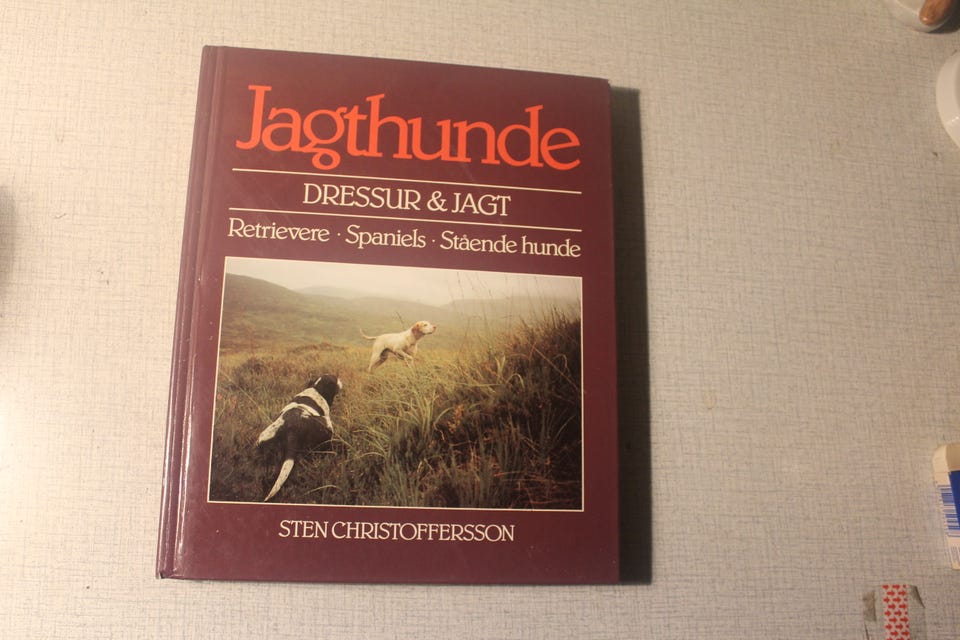 Jagthunde
DRESSUR & JAGT
Retrievere · Spaniels · Stående hunde
STEN CHRISTOFFERSSON